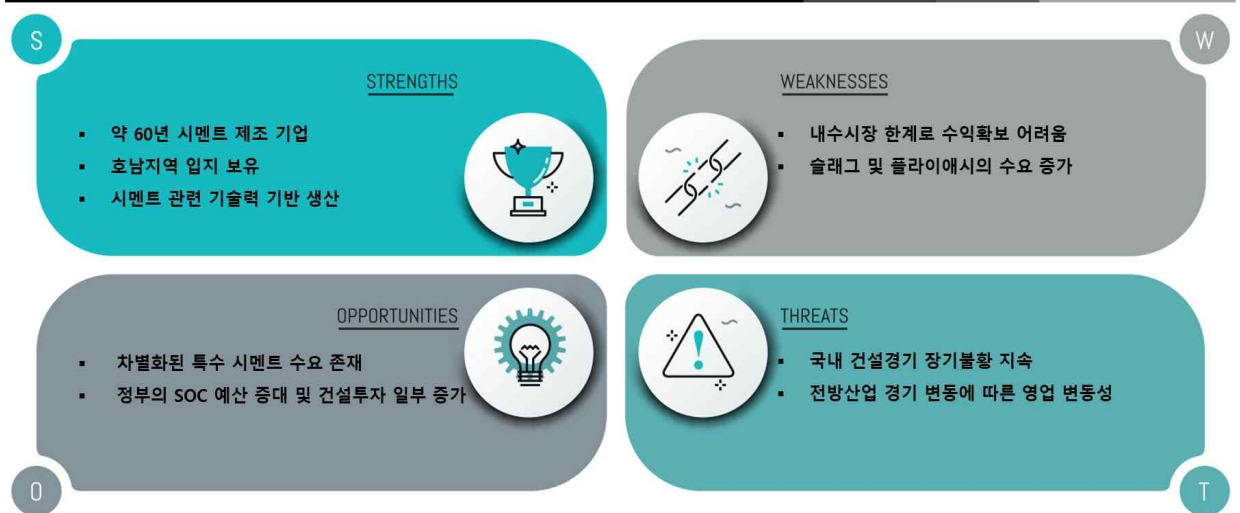 S
STRENGTHS
▪ 약 60년 시멘트 제조 기업
▪ 호남지역 입지 보유
▪ 시멘트 관련 기술력 기반 생산
W
WEAKNESSES
▪ 내수시장 한계로 수익확보 어려움
▪ 슬래그 및 플라이애시의 수요 증가
O
OPPORTUNITIES
▪ 차별화된 특수 시멘트 수요 존재
▪ 정부의 SOC 예산 증대 및 건설투자 일부 증가
T
THREATS
▪ 국내 건설경기 장기불황 지속
▪ 전방산업 경기 변동에 따른 영업 변동성